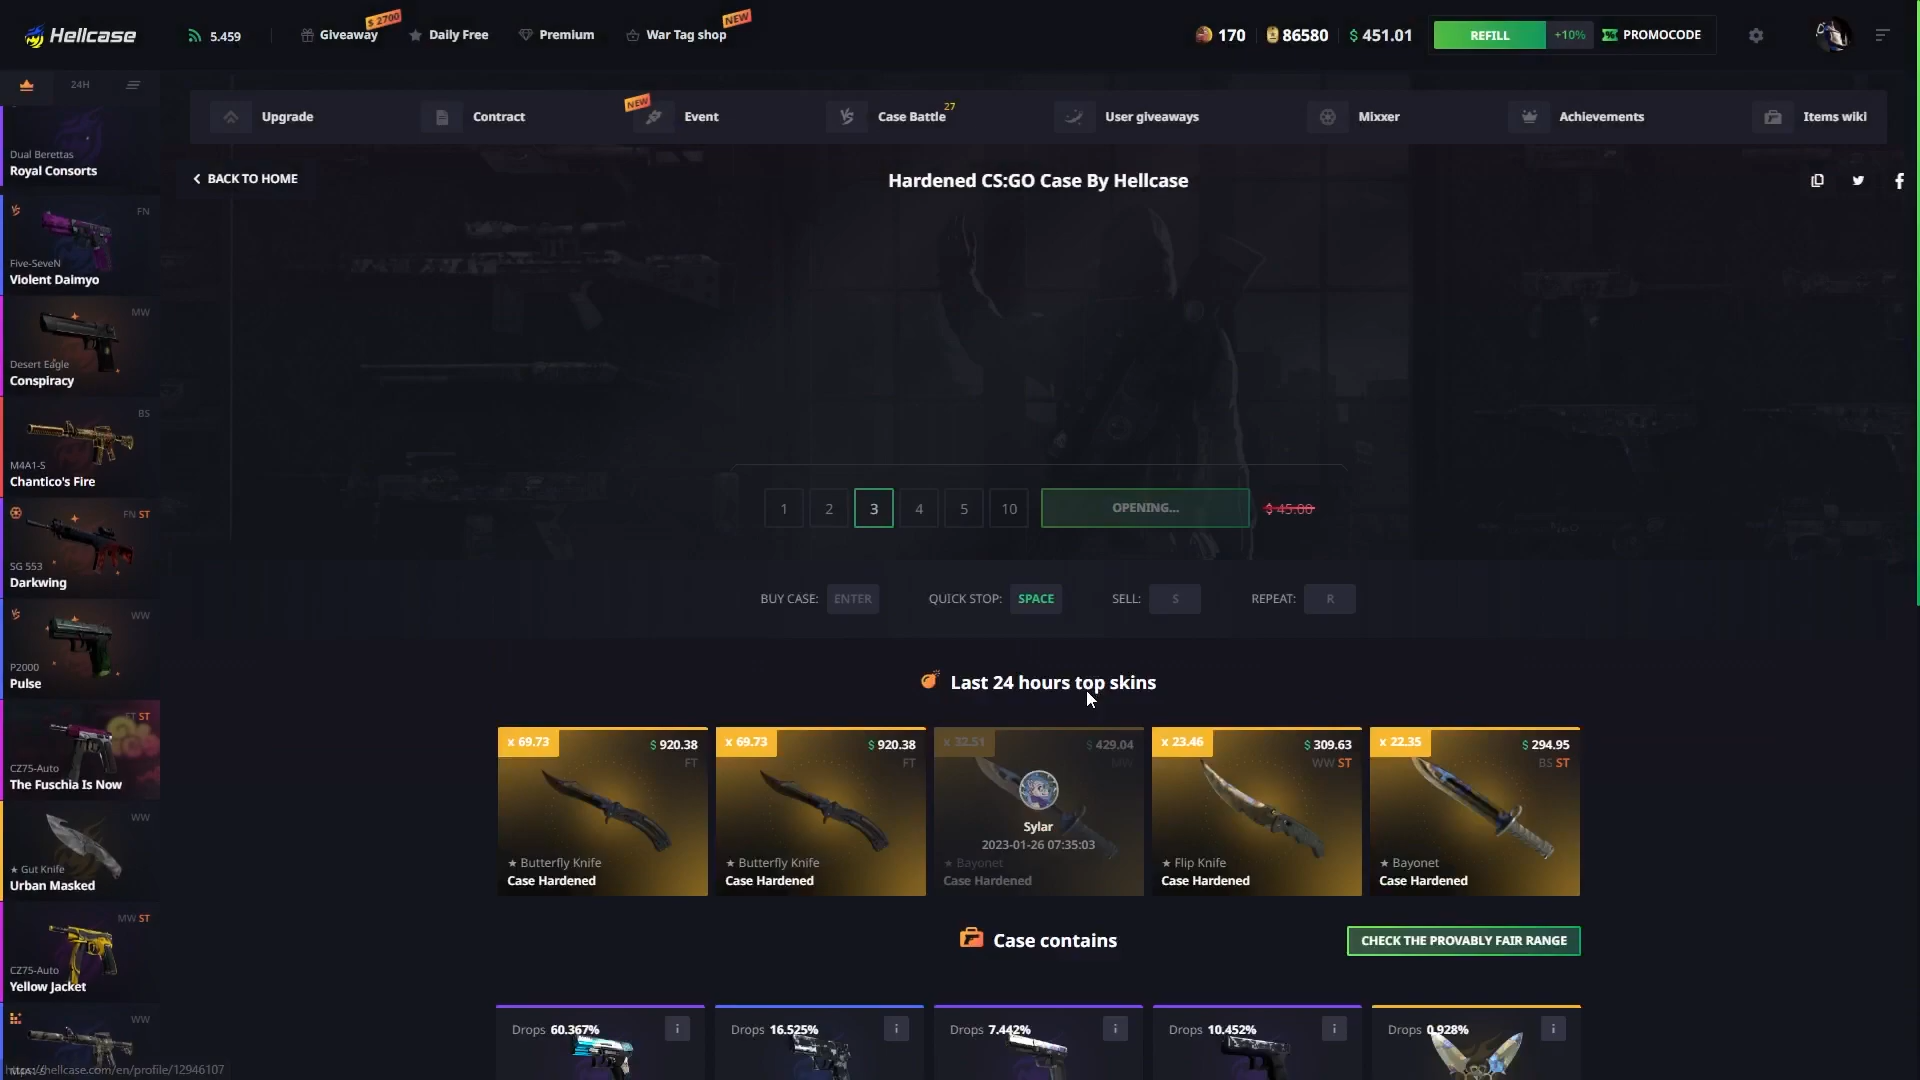 Hellcase
5.459
Giveaway
$ 2700
Daily Free
Premium
War Tag shop
NEW
170
86580
$ 451.01
REFILL
+10%
PROMOCODE
24H
Upgrade
Contract
NEW
Event
Case Battle
27
User giveaways
Mixxer
Achievements
Items wiki
BACK TO HOME
Hardened CS:GO Case By Hellcase
Dual Berettas
Royal Consorts
FN
Five-SeveN
Violent Daimyo
MW
Desert Eagle
Conspiracy
BS
M4A1-S
Chantico's Fire
FN ST
SG 553
Darkwing
WW
P2000
Pulse
FT ST
CZ75-Auto
The Fuschia Is Now
WW
★ Gut Knife
Urban Masked
MW ST
CZ75-Auto
Yellow Jacket
WW
https://hellcase.com/en/profile/12946107
1 2 3 4 5 10 OPENING... $ 45.00
BUY CASE: ENTER QUICK STOP: SPACE SELL: S REPEAT: R
Last 24 hours top skins
x 69.73 $ 920.38
FT
★ Butterfly Knife
Case Hardened
x 69.73 $ 920.38
FT
★ Butterfly Knife
Case Hardened
x 32.51 $ 429.04
Sylar
2023-01-26 07:35:03
★ Bayonet
Case Hardened
x 23.46 $ 309.63
WW ST
★ Flip Knife
Case Hardened
x 22.35 $ 294.95
BS ST
★ Bayonet
Case Hardened
Case contains
CHECK THE PROVABLY FAIR RANGE
Drops 60.367% i
Drops 16.525% i
Drops 7.442% i
Drops 10.452% i
Drops 0.928% i